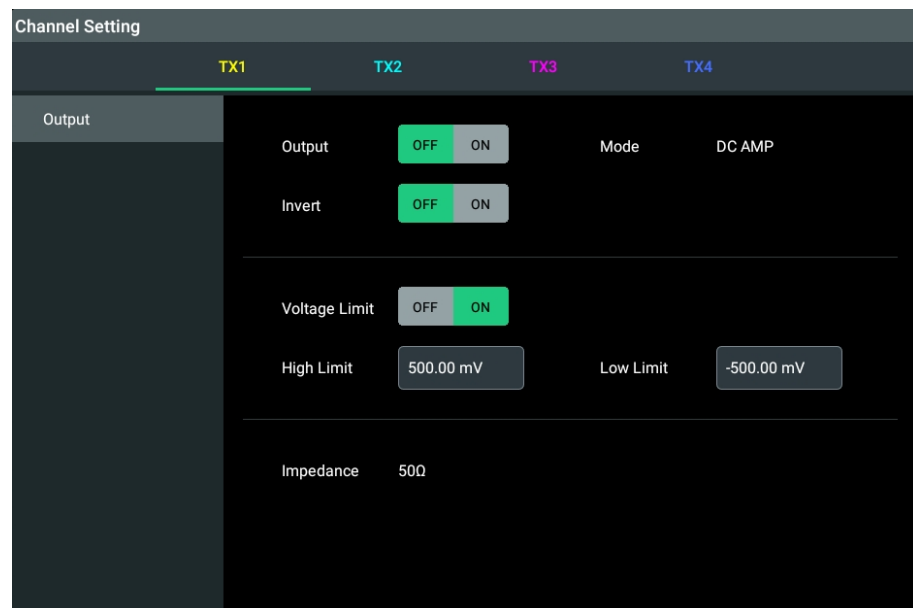 Channel Setting
TX1 TX2 TX3 TX4
Output
Output OFF ON Mode DC AMP
Invert OFF ON
Voltage Limit OFF ON
High Limit 500.00 mV Low Limit -500.00 mV
Impedance 50Ω